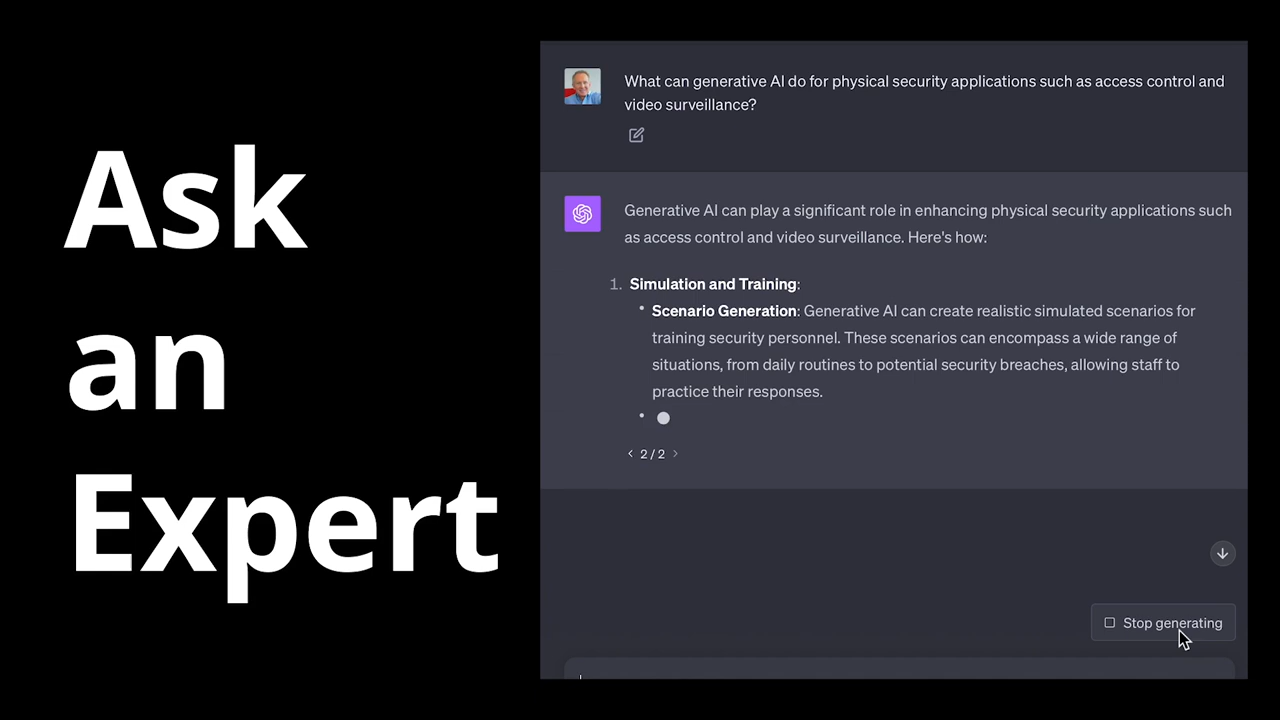 Ask
an
Expert
What can generative AI do for physical security applications such as access control and
video surveillance?
Generative AI can play a significant role in enhancing physical security applications such
as access control and video surveillance. Here's how:
1. Simulation and Training:
• Scenario Generation: Generative AI can create realistic simulated scenarios for
training security personnel. These scenarios can encompass a wide range of
situations, from daily routines to potential security breaches, allowing staff to
practice their responses.
•
< 2 / 2 >
Stop generating